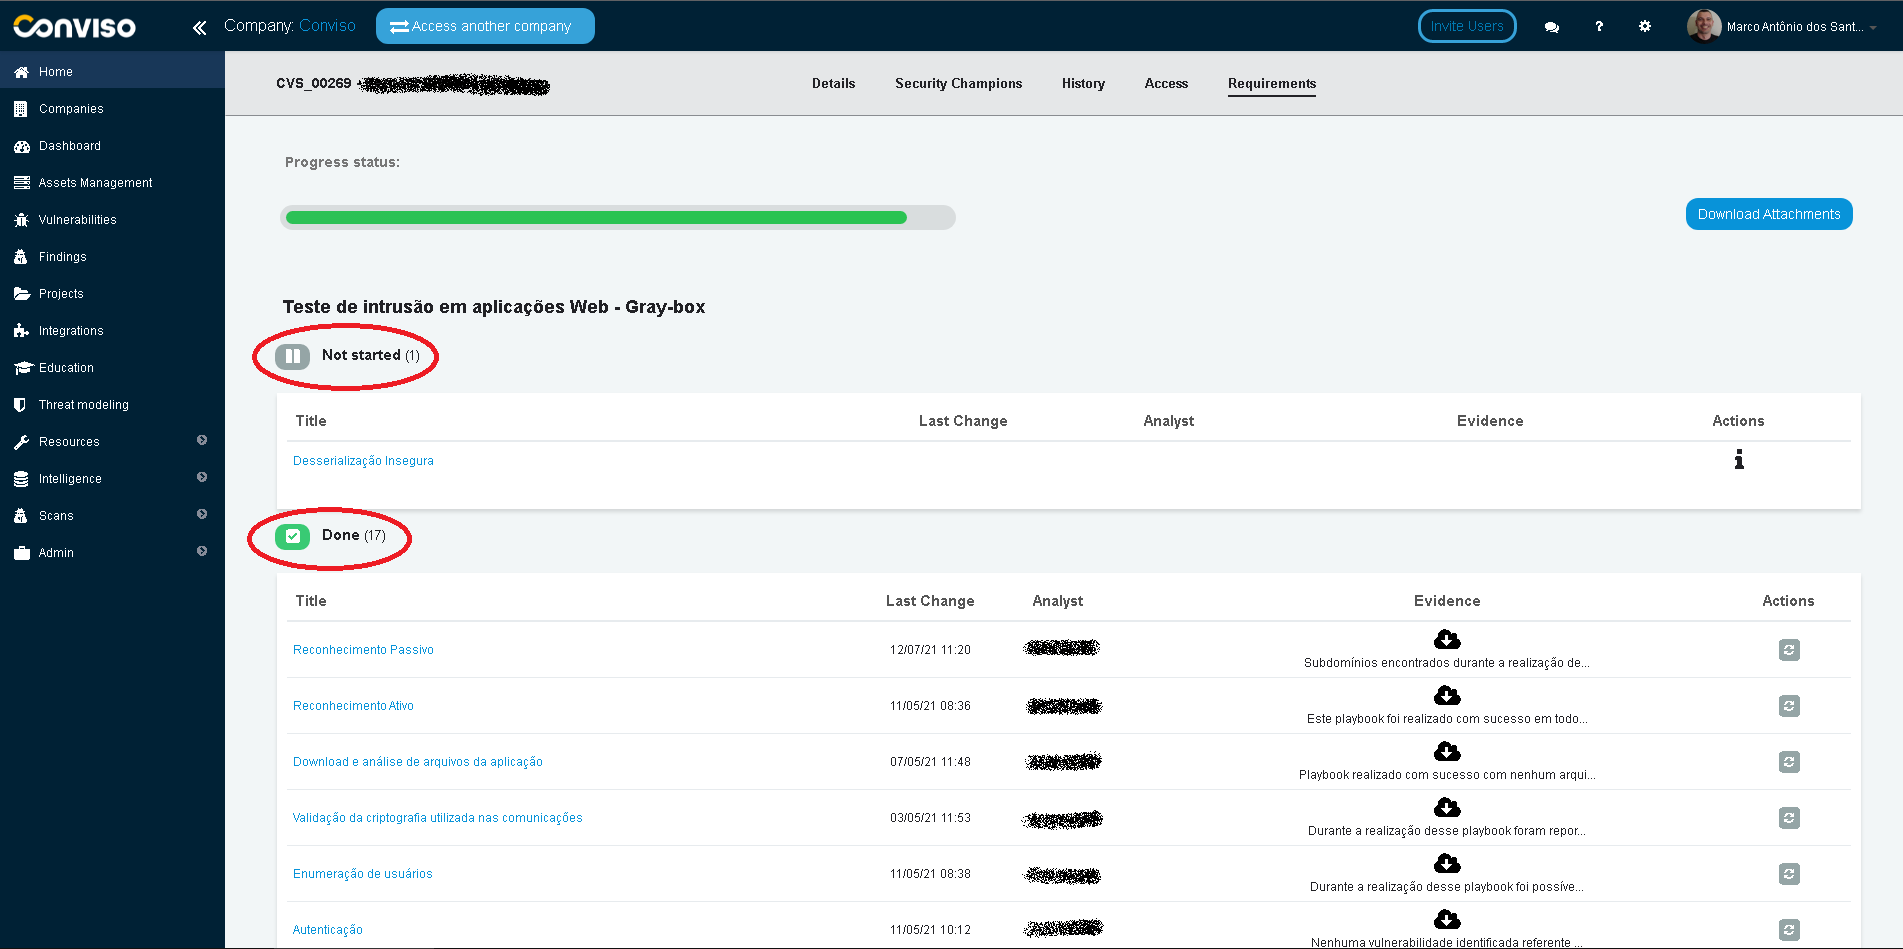 Conviso
Company: Conviso
Access another company
Invite Users
?
Marco Antônio dos Sant...
Home
Companies
Dashboard
Assets Management
Vulnerabilities
Findings
Projects
Integrations
Education
Threat modeling
Resources
Intelligence
Scans
Admin
CVS_00269 -
Details Security Champions History Access Requirements
Progress status:
Download Attachments
Teste de intrusão em aplicações Web - Gray-box
Not started (1)
Title Last Change Analyst Evidence Actions
Desserialização Insegura
Done (17)
Title Last Change Analyst Evidence Actions
Reconhecimento Passivo 12/07/21 11:20 Subdomínios encontrados durante a realização de...
Reconhecimento Ativo 11/05/21 08:36 Este playbook foi realizado com sucesso em todo...
Download e análise de arquivos da aplicação 07/05/21 11:48 Playbook realizado com sucesso com nenhum arqui...
Validação da criptografia utilizada nas comunicações 03/05/21 11:53 Durante a realização desse playbook foram repor...
Enumeração de usuários 11/05/21 08:38 Durante a realização desse playbook foi possíve...
Autenticação 11/05/21 10:12 Nenhuma vulnerabilidade identificada referente ...